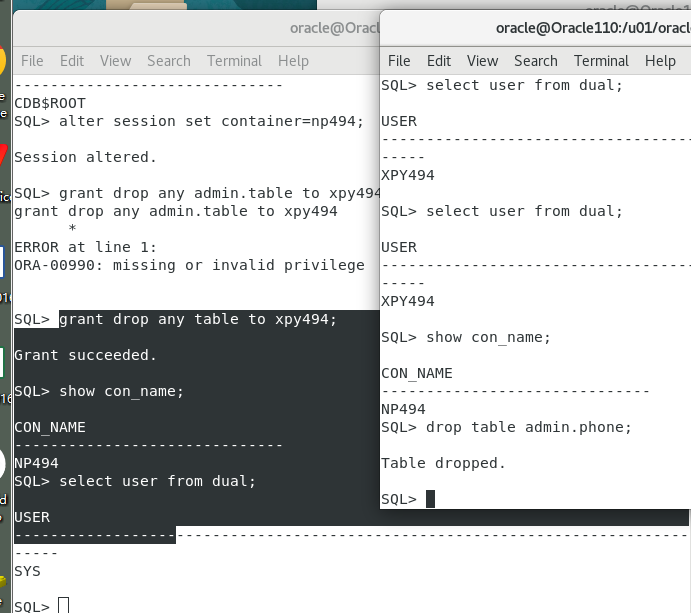 oracle@Oracle1
File Edit View Search Terminal Help
------------------------------
CDB$ROOT
SQL> alter session set container=np494;
Session altered.
SQL> grant drop any admin.table to xpy494
grant drop any admin.table to xpy494
*
ERROR at line 1:
ORA-00990: missing or invalid privilege
SQL> grant drop any table to xpy494;
Grant succeeded.
SQL> show con_name;
CON_NAME
------------------------------
NP494
SQL> select user from dual;
USER
---------------------------------------------------------------------------
-----
SYS
SQL>
oracle@Oracle110:/u01/oracl
File Edit View Search Terminal Help
SQL> select user from dual;
USER
-----------------------------------
-----
XPY494
SQL> select user from dual;
USER
-----------------------------------
-----
XPY494
SQL> show con_name;
CON_NAME
------------------------------
NP494
SQL> drop table admin.phone;
Table dropped.
SQL>